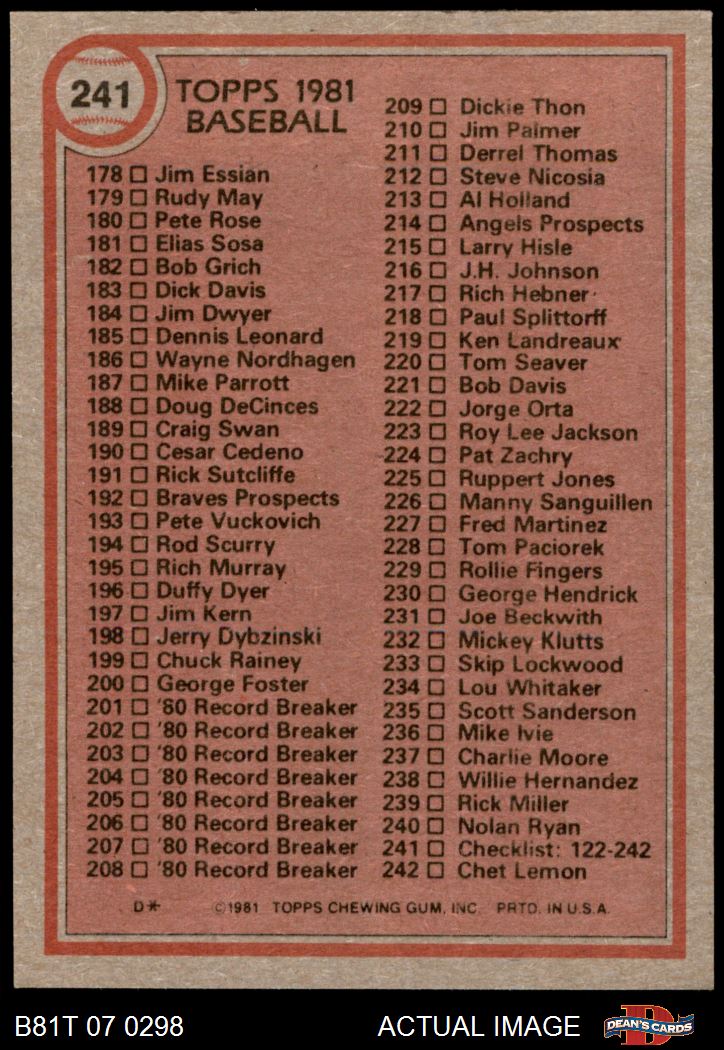 241
TOPPS 1981
BASEBALL
178 Jim Essian
179 Rudy May
180 Pete Rose
181 Elias Sosa
182 Bob Grich
183 Dick Davis
184 Jim Dwyer
185 Dennis Leonard
186 Wayne Nordhagen
187 Mike Parrott
188 Doug DeCinces
189 Craig Swan
190 Cesar Cedeno
191 Rick Sutcliffe
192 Braves Prospects
193 Pete Vuckovich
194 Rod Scurry
195 Rich Murray
196 Duffy Dyer
197 Jim Kern
198 Jerry Dybzinski
199 Chuck Rainey
200 George Foster
201 '80 Record Breaker
202 '80 Record Breaker
203 '80 Record Breaker
204 '80 Record Breaker
205 '80 Record Breaker
206 '80 Record Breaker
207 '80 Record Breaker
208 '80 Record Breaker
209 Dickie Thon
210 Jim Palmer
211 Derrel Thomas
212 Steve Nicosia
213 Al Holland
214 Angels Prospects
215 Larry Hisle
216 J.H. Johnson
217 Rich Hebner
218 Paul Splittorff
219 Ken Landreaux
220 Tom Seaver
221 Bob Davis
222 Jorge Orta
223 Roy Lee Jackson
224 Pat Zachry
225 Ruppert Jones
226 Manny Sanguillen
227 Fred Martinez
228 Tom Paciorek
229 Rollie Fingers
230 George Hendrick
231 Joe Beckwith
232 Mickey Klutts
233 Skip Lockwood
234 Lou Whitaker
235 Scott Sanderson
236 Mike Ivie
237 Charlie Moore
238 Willie Hernandez
239 Rick Miller
240 Nolan Ryan
241 Checklist: 122-242
242 Chet Lemon
D* ©1981 TOPPS CHEWING GUM, INC. PRTD. IN U.S.A.
B81T 07 0298 ACTUAL IMAGE DEAN'S CARDS